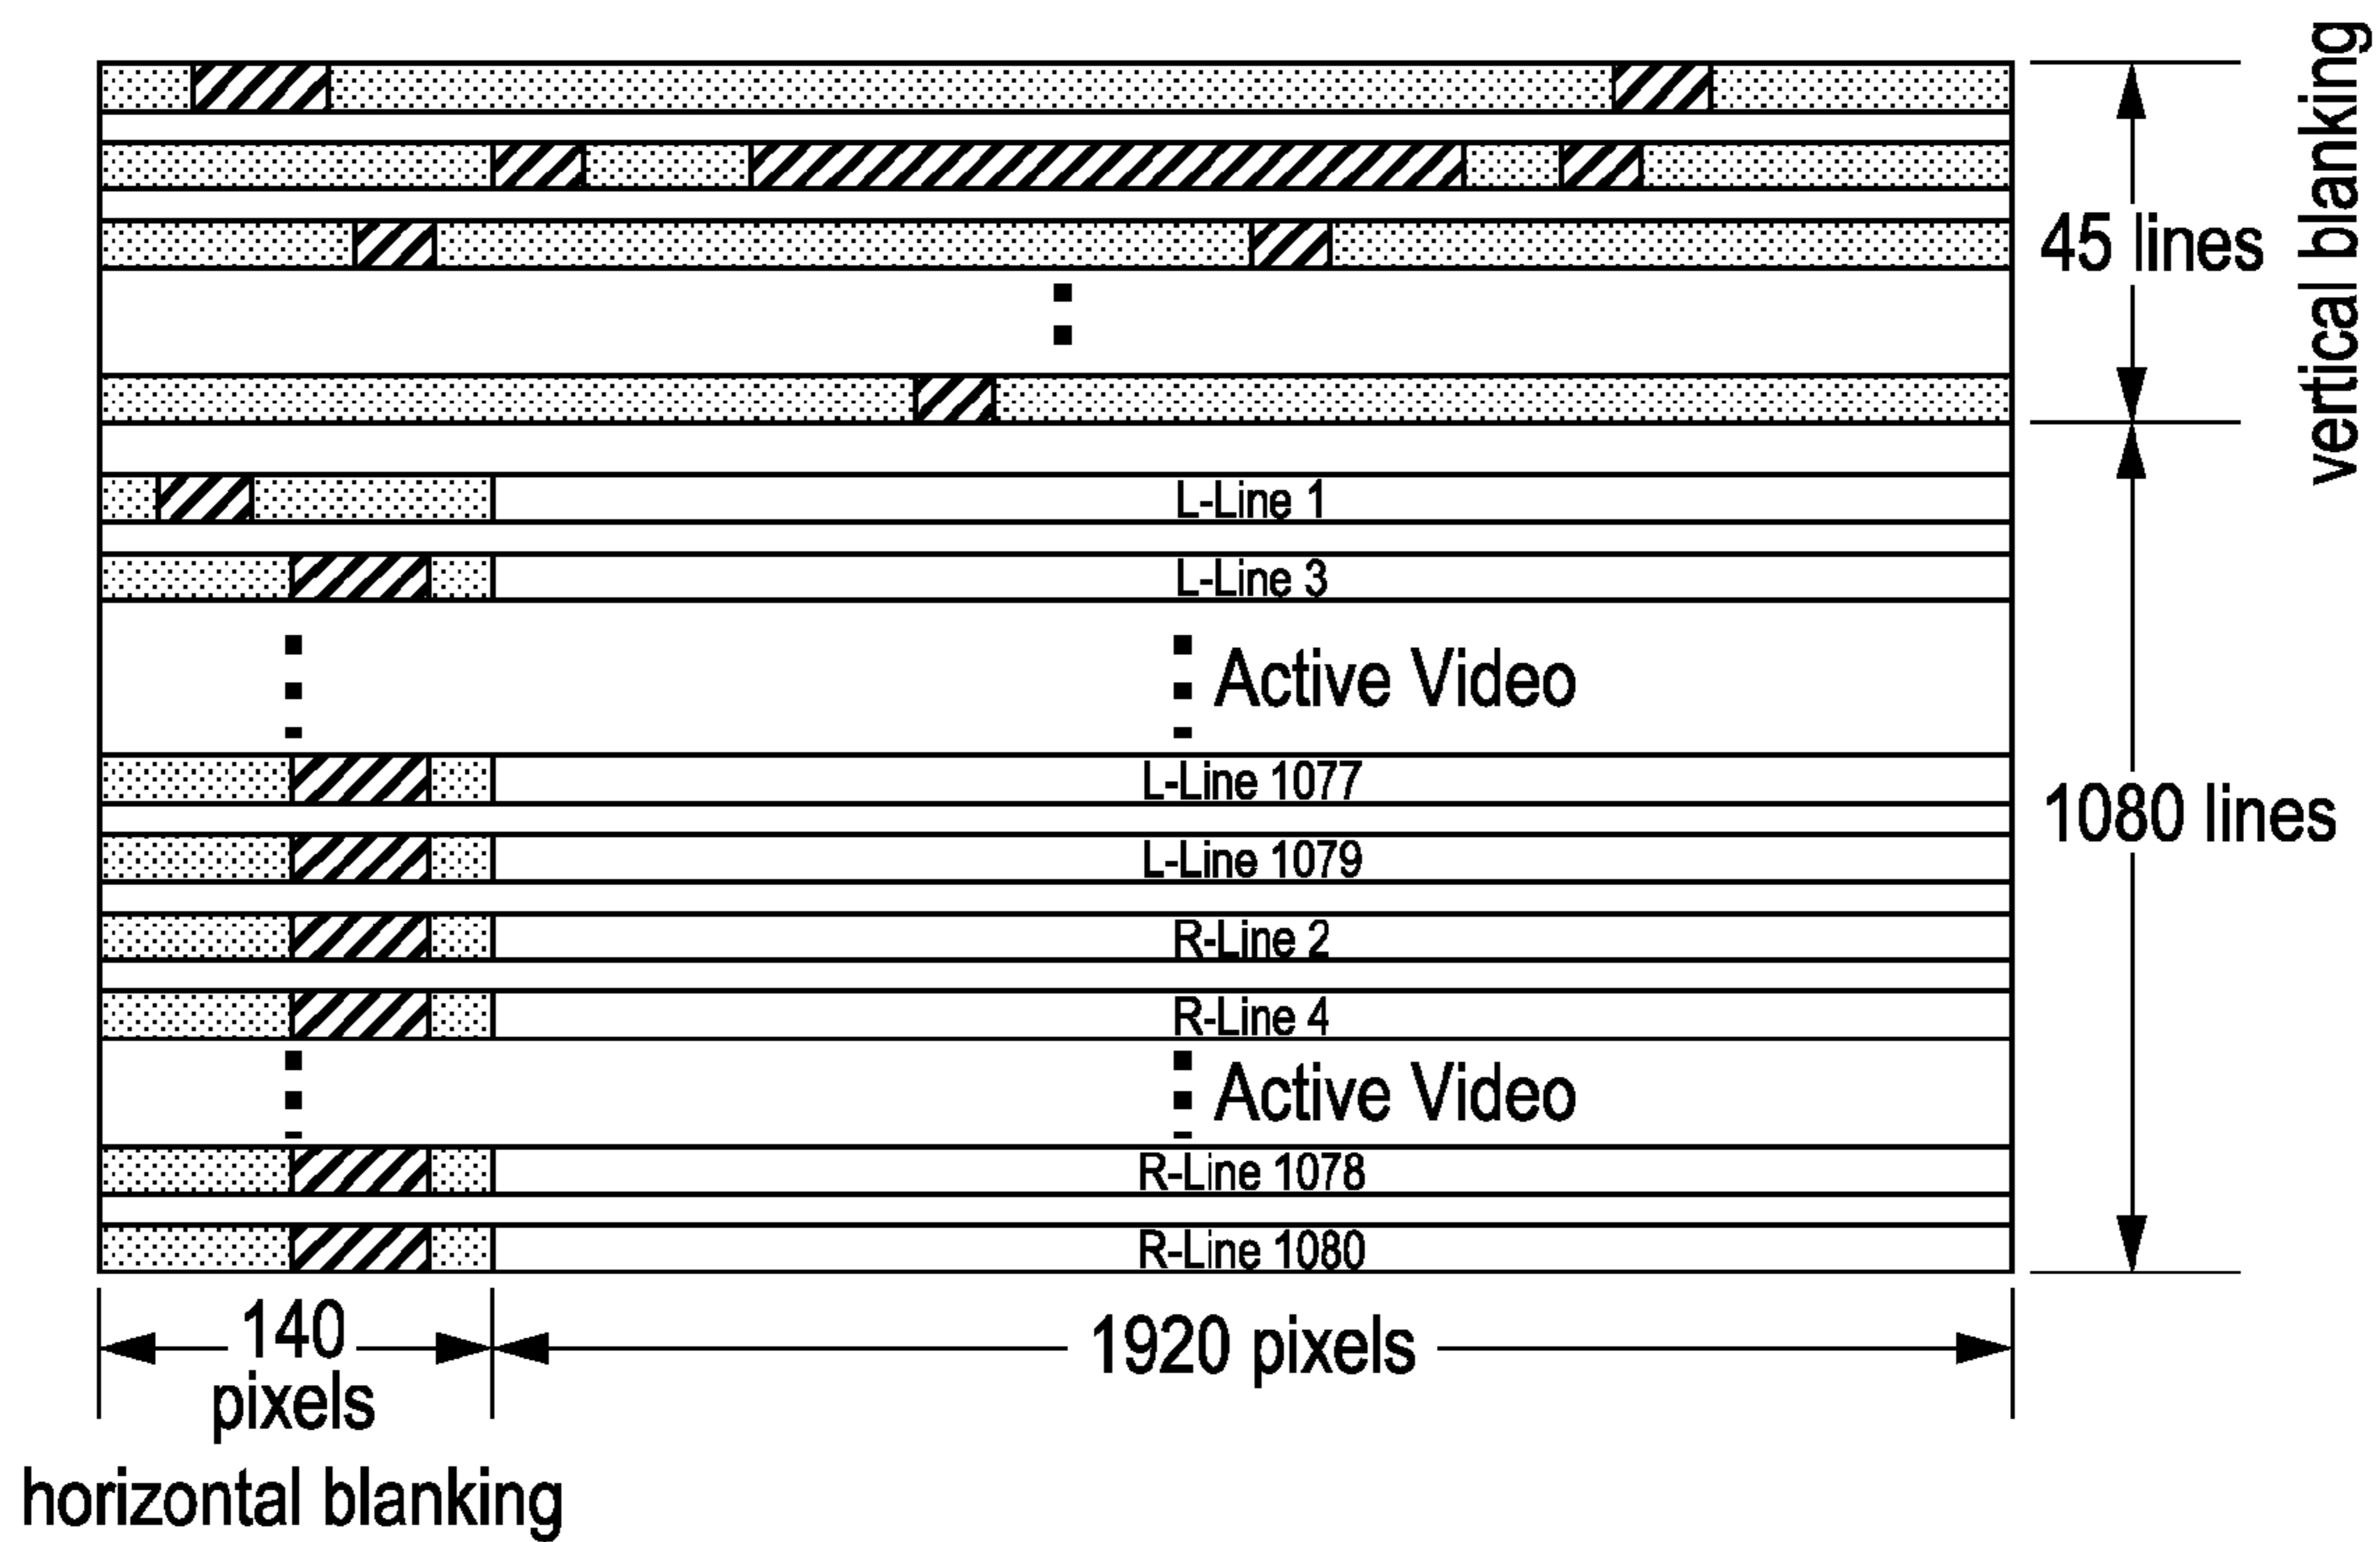 vertical blanking
45 lines
L-Line 1
L-Line 3
Active Video
L-Line 1077
1080 lines
L-Line 1079
R-Line 2
R-Line 4
Active Video
R-Line 1078
R-Line 1080
140
pixels
1920 pixels
horizontal blanking